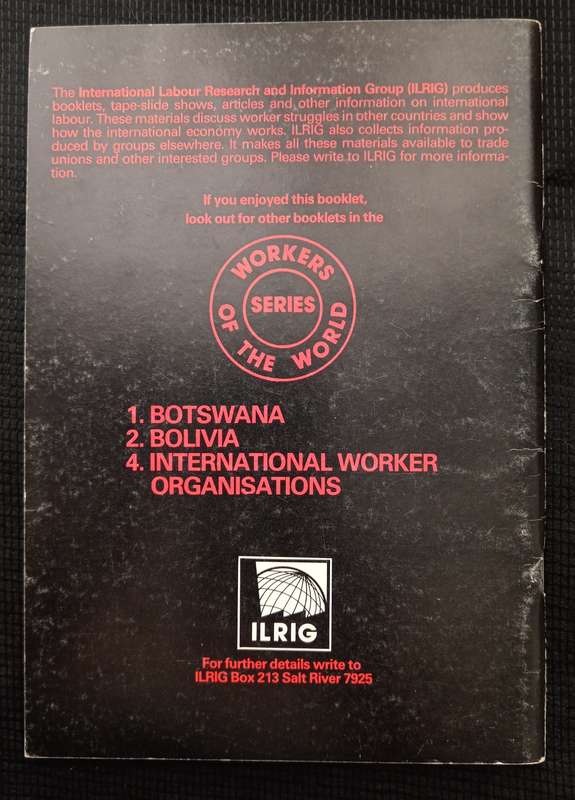 The International Labour Research and Information Group (ILRIG) produces
booklets, tape-slide shows, articles and other information on international
labour. These materials discuss worker struggles in other countries and show
how the international economy works. ILRIG also collects information pro-
duced by groups elsewhere. It makes all these materials available to trade
unions and other interested groups. Please write to ILRIG for more informa-
tion.
If you enjoyed this booklet,
look out for other booklets in the
WORKERS
OF THE WORLD
SERIES
1. BOTSWANA
2. BOLIVIA
4. INTERNATIONAL WORKER
ORGANISATIONS
ILRIG
For further details write to
ILRIG Box 213 Salt River 7925